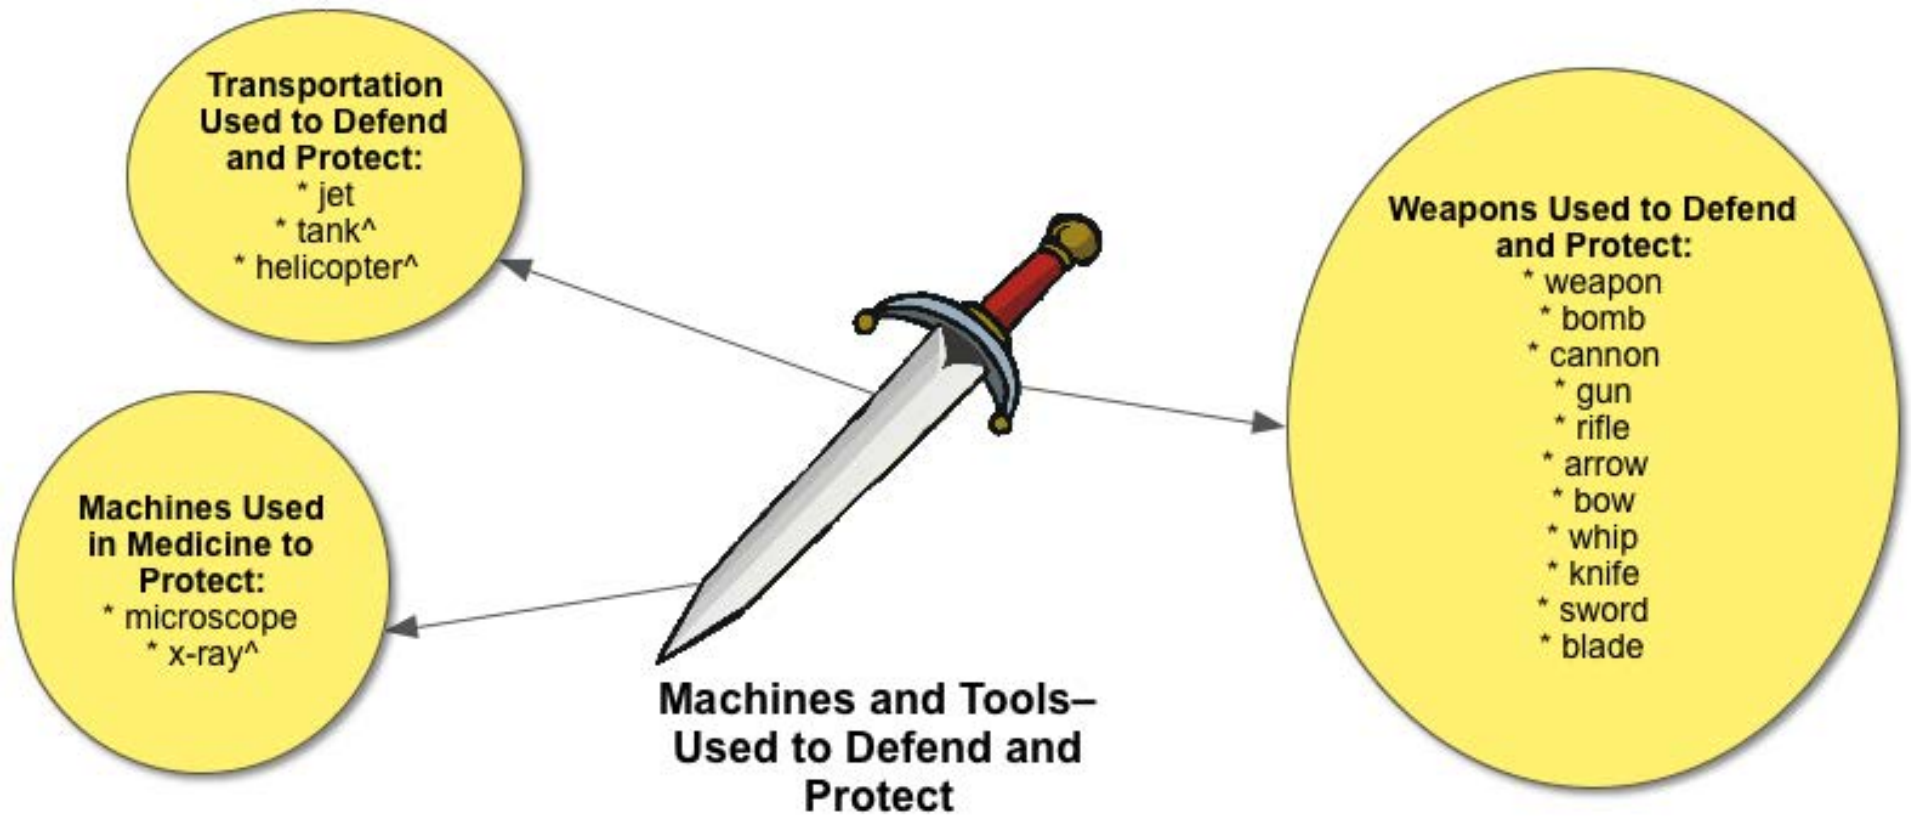 Transportation
Used to Defend
and Protect:
* jet
* tank^
* helicopter^
Machines Used
in Medicine to
Protect:
* microscope
* x-ray^
Weapons Used to Defend
and Protect:
* weapon
* bomb
* cannon
* gun
* rifle
* arrow
* bow
* whip
* knife
* sword
* blade
Machines and Tools–
Used to Defend and
Protect